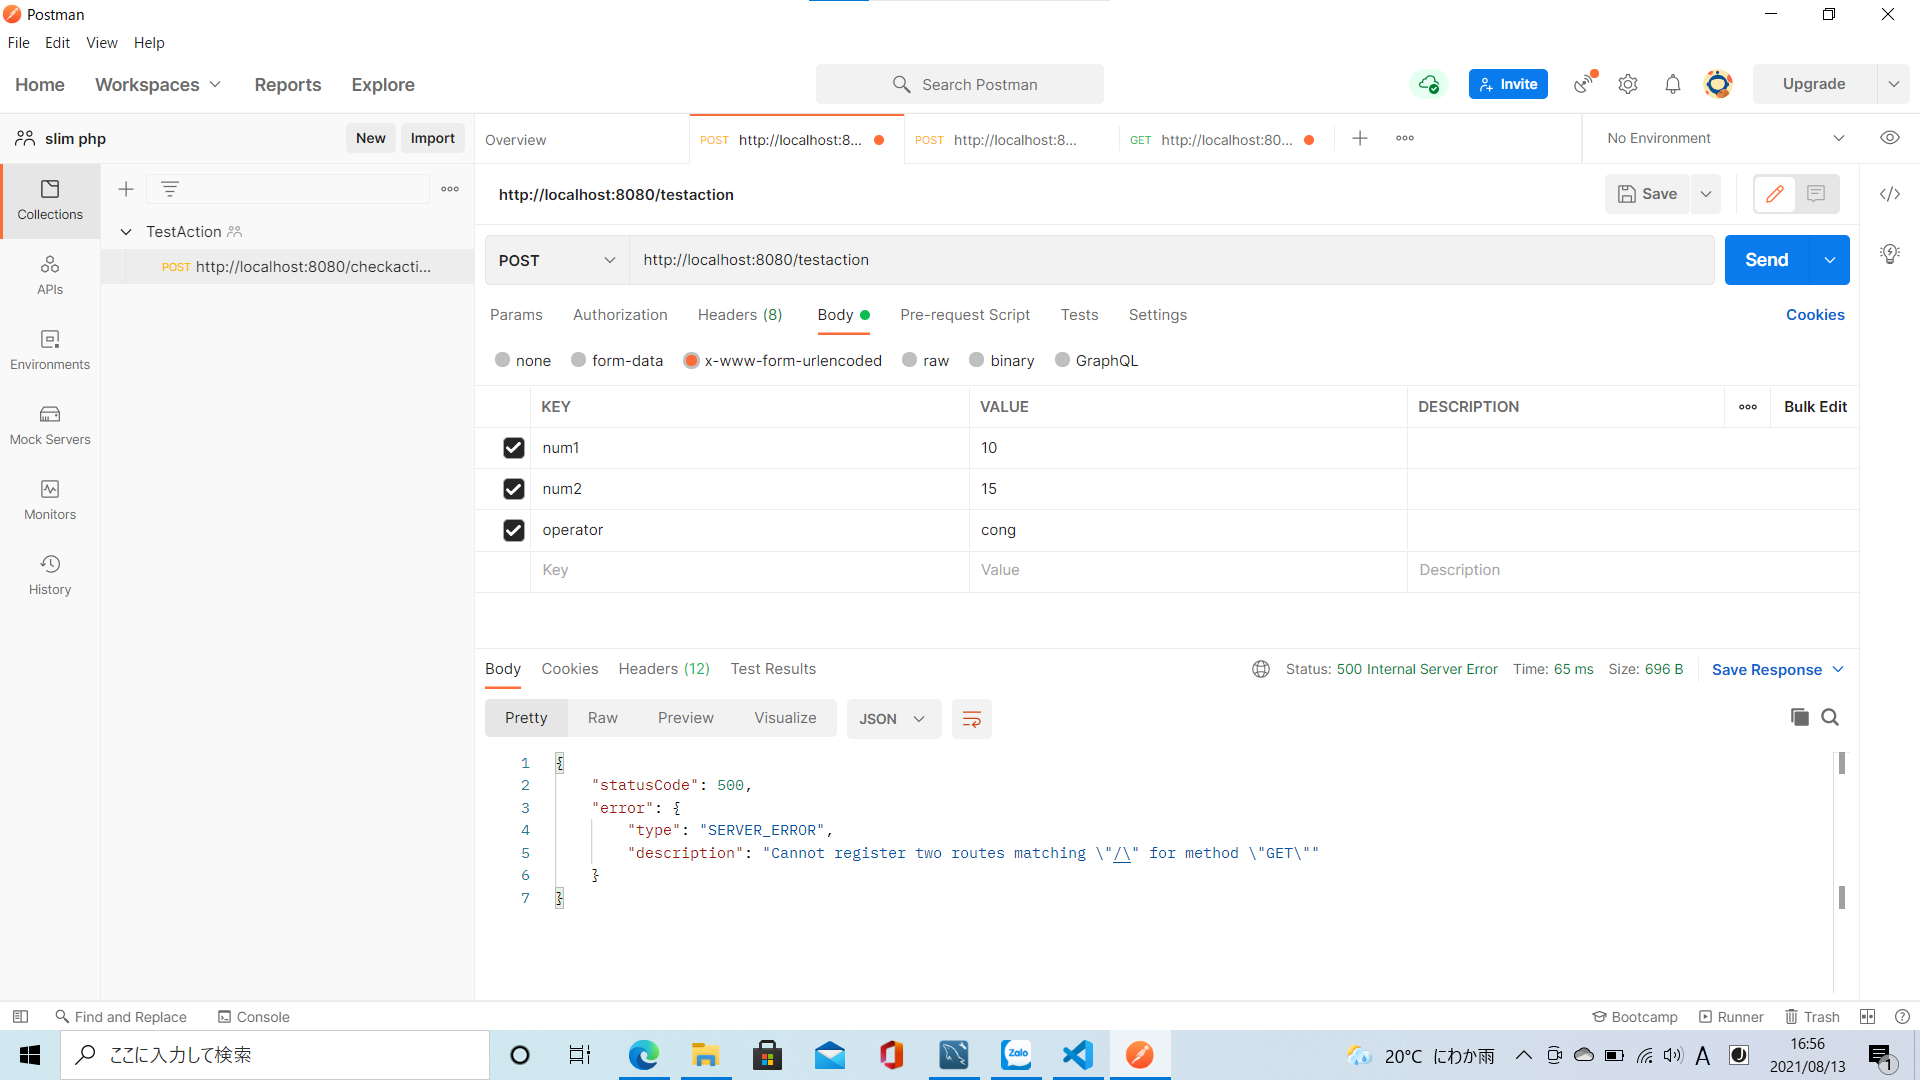 Postman
File Edit View Help
Home Workspaces Reports Explore
Search Postman
Invite
Upgrade
slim php
New Import
Overview
POST http://localhost:8...
POST http://localhost:8...
GET http://localhost:80...
No Environment
Collections
APIs
Environments
Mock Servers
Monitors
History
TestAction
POST http://localhost:8080/checkacti...
http://localhost:8080/testaction
Save
POST http://localhost:8080/testaction
Send
Params Authorization Headers (8) Body Pre-request Script Tests Settings
Cookies
none form-data x-www-form-urlencoded raw binary GraphQL
KEY VALUE DESCRIPTION Bulk Edit
num1 10
num2 15
operator cong
Key Value Description
Body Cookies Headers (12) Test Results
Status: 500 Internal Server Error Time: 65 ms Size: 696 B Save Response
Pretty Raw Preview Visualize JSON
1 {
2 "statusCode": 500,
3 "error": {
4 "type": "SERVER_ERROR",
5 "description": "Cannot register two routes matching \"/\" for method \"GET\""
6 }
7 }
Find and Replace Console
Bootcamp Runner Trash
ここに入力して検索
Zalo
20°C にわか雨
A
16:56
2021/08/13
1